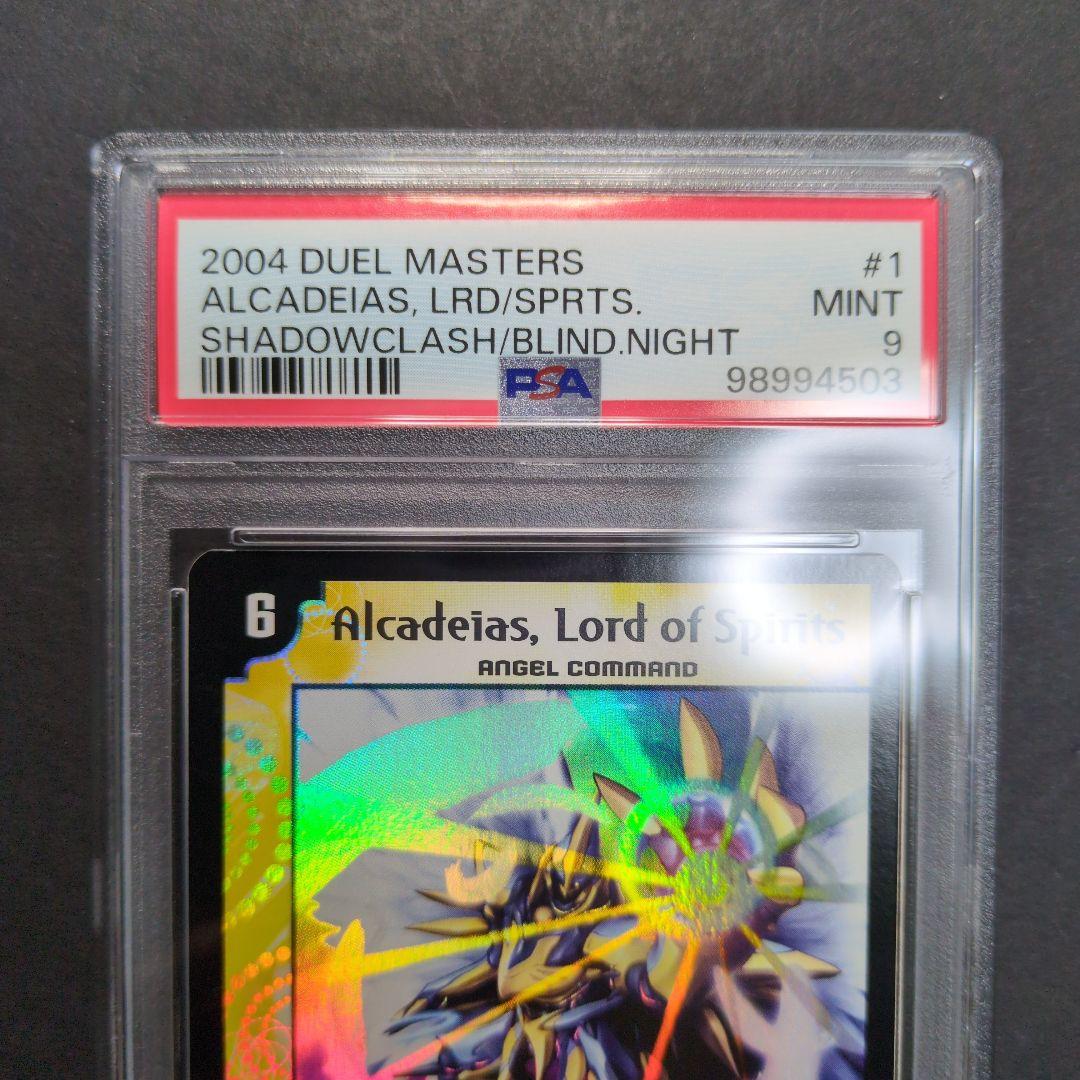 2004 DUEL MASTERS #1
ALCADEIAS, LRD/SPRTS. MINT
SHADOWCLASH/BLIND.NIGHT 9
PSA 98994503
6 Alcadeias, Lord of Spirits
ANGEL COMMAND